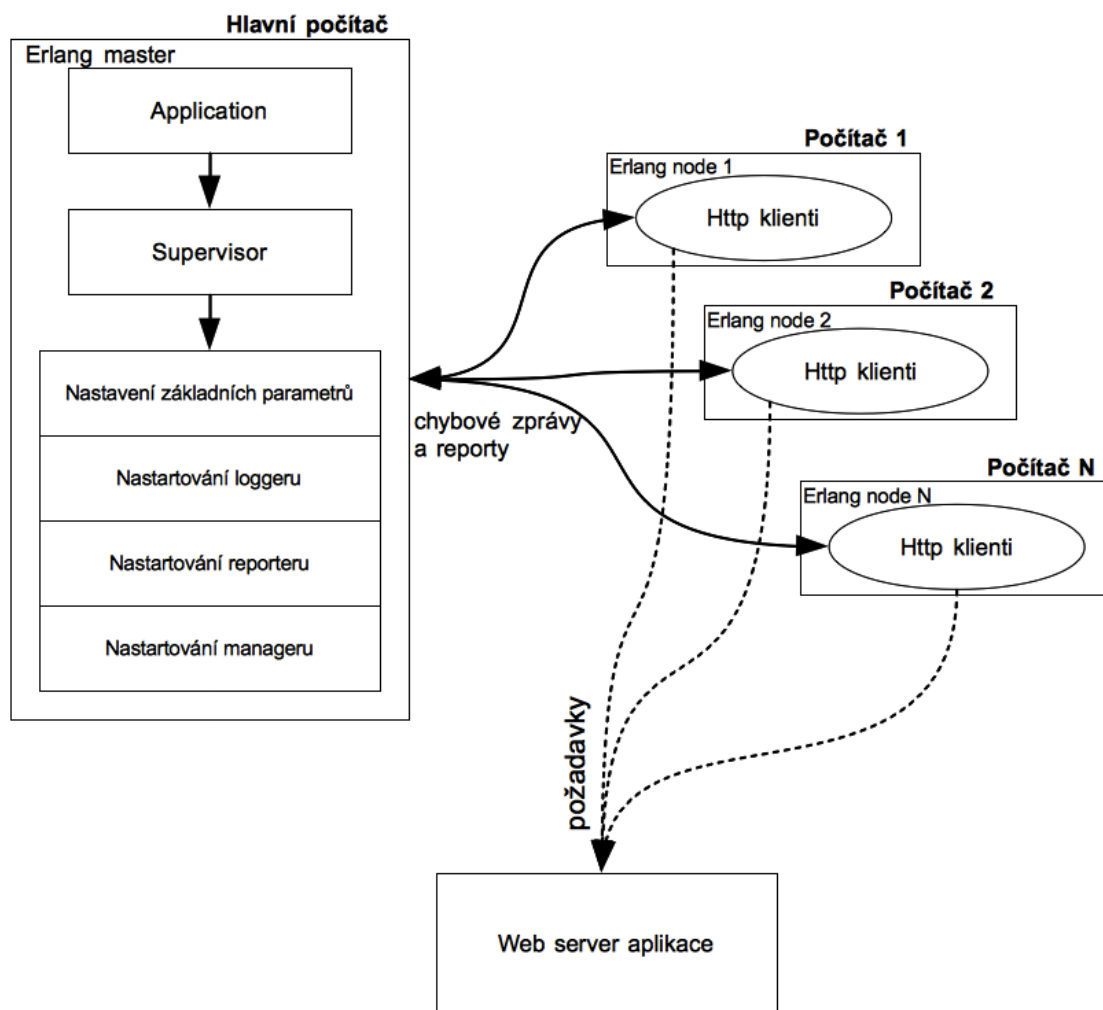 Hlavní počítač
Erlang master
Application
Supervisor
Nastavení základních parametrů
Nastartování loggeru
Nastartování reporteru
Nastartování manageru
chybové zprávy
a reporty
Počítač 1
Erlang node 1
Http klienti
Počítač 2
Erlang node 2
Http klienti
Počítač N
Erlang node N
Http klienti
požadavky
Web server aplikace